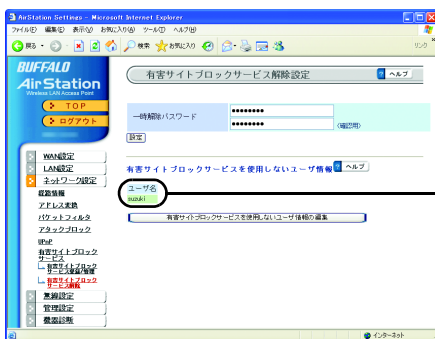 AirStation Settings - Microsoft Internet Explorer
ファイル(F) 編集(E) 表示(V) お気に入り(A) ツール(T) ヘルプ(H)
戻る 検索 お気に入り リンク
BUFFALO
AirStation
Wireless LAN Access Point
TOP
ログアウト
WAN設定
LAN設定
ネットワーク設定
経路情報
アドレス変換
パケットフィルタ
アタックブロック
UPnP
有害サイトブロック
サービス
有害サイトブロック
サービス登録/管理
有害サイトブロック
サービス解除
無線設定
管理設定
機器診断
有害サイトブロックサービス解除設定
ヘルプ
一時解除パスワード
●●●●●●●●
●●●●●●●● (確認用)
設定
有害サイトブロックサービスを使用しないユーザ情報 ヘルプ
ユーザ名
suzuki
有害サイトブロックサービスを使用しないユーザ情報の編集
インターネット